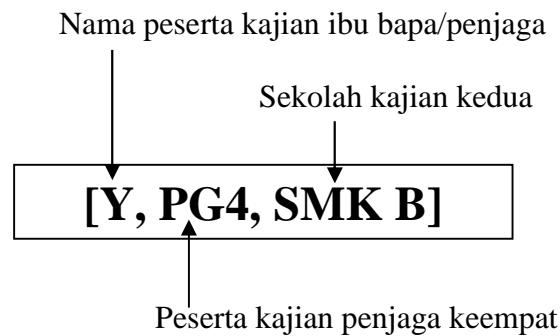 Nama peserta kajian ibu bapa/penjaga
Sekolah kajian kedua
[Y, PG4, SMK B]
Peserta kajian penjaga keempat